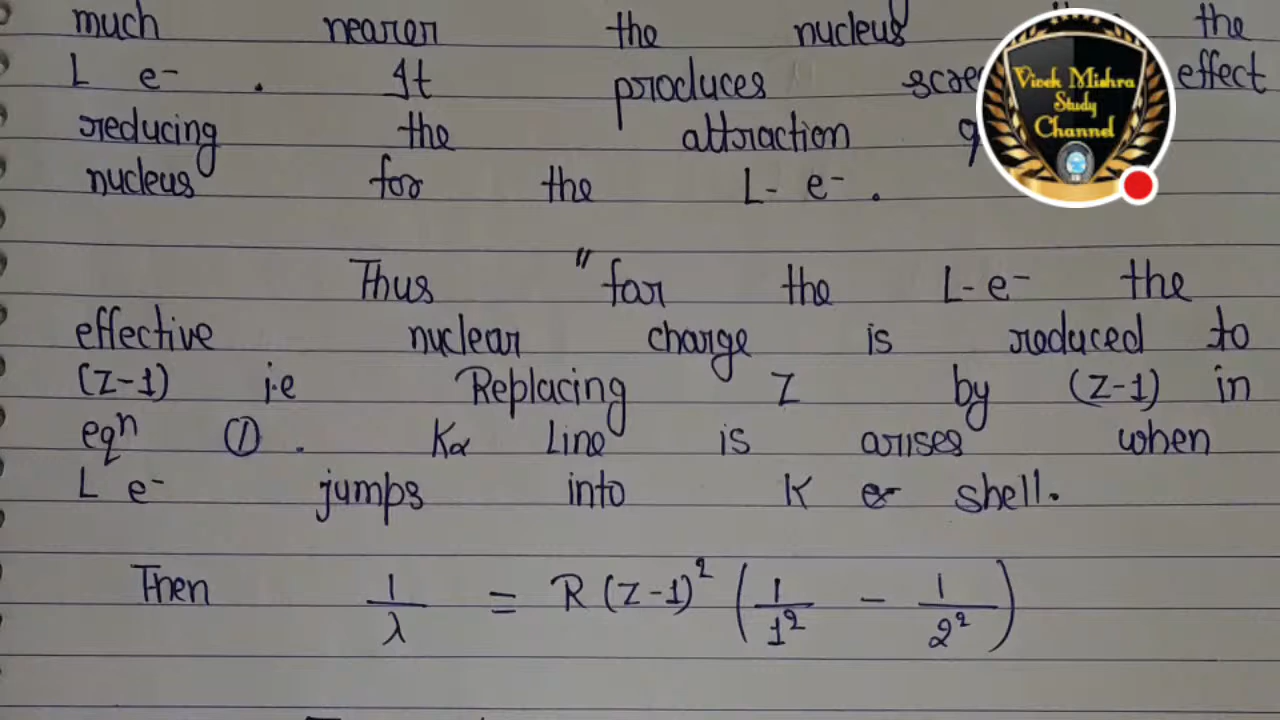 much nearer the nucleus the
L e- . It produces effect
reducing the attraction
nucleus for the L- e- .
Thus "for the L-e- the
effective nuclear charge is reduced to
(Z-1) i.e Replacing Z by (Z-1) in
eqn ① . Kα Line is arises when
L e- jumps into K shell.
Then 1/λ = R (Z-1)² (1/1² - 1/2²)
Vivek Mishra
Study
Channel